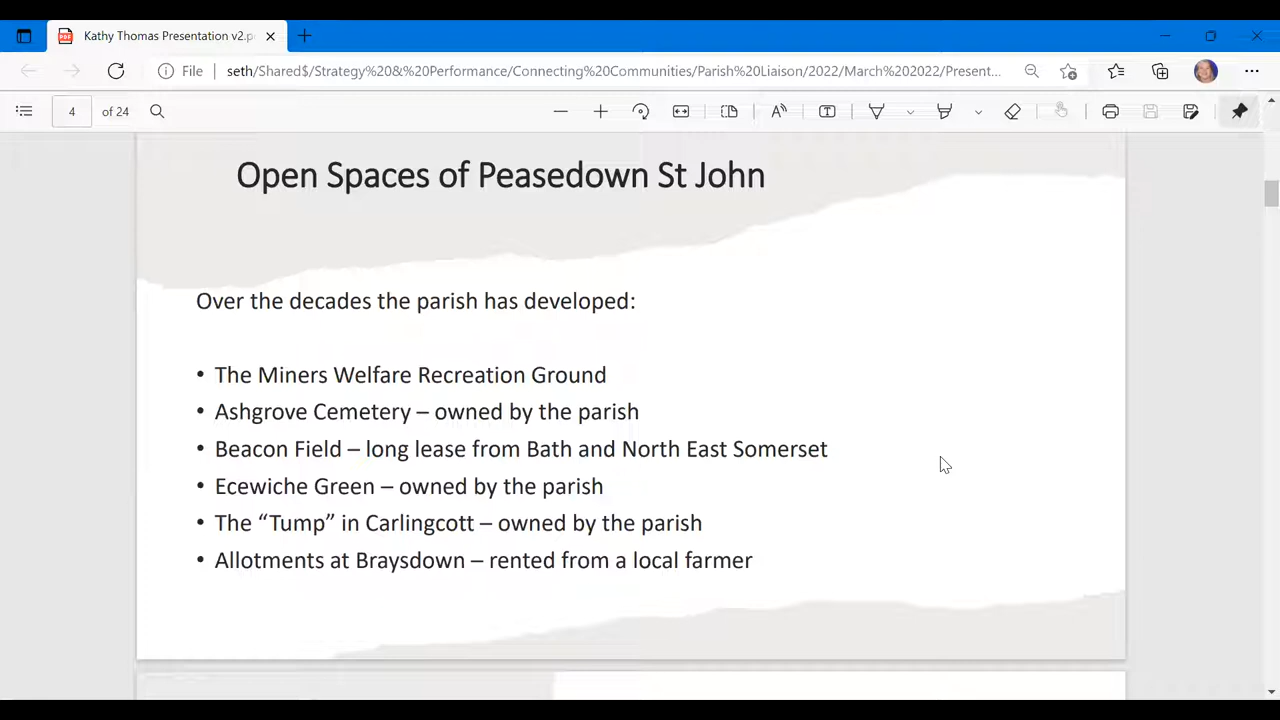 Kathy Thomas Presentation v2.p
File
seth/Shared$/Strategy%20&%20Performance/Connecting%20Communities/Parish%20Liaison/2022/March%202022/Present...
4 of 24
Open Spaces of Peasedown St John
Over the decades the parish has developed:
• The Miners Welfare Recreation Ground
• Ashgrove Cemetery – owned by the parish
• Beacon Field – long lease from Bath and North East Somerset
• Ecewiche Green – owned by the parish
• The “Tump” in Carlingcott – owned by the parish
• Allotments at Braysdown – rented from a local farmer